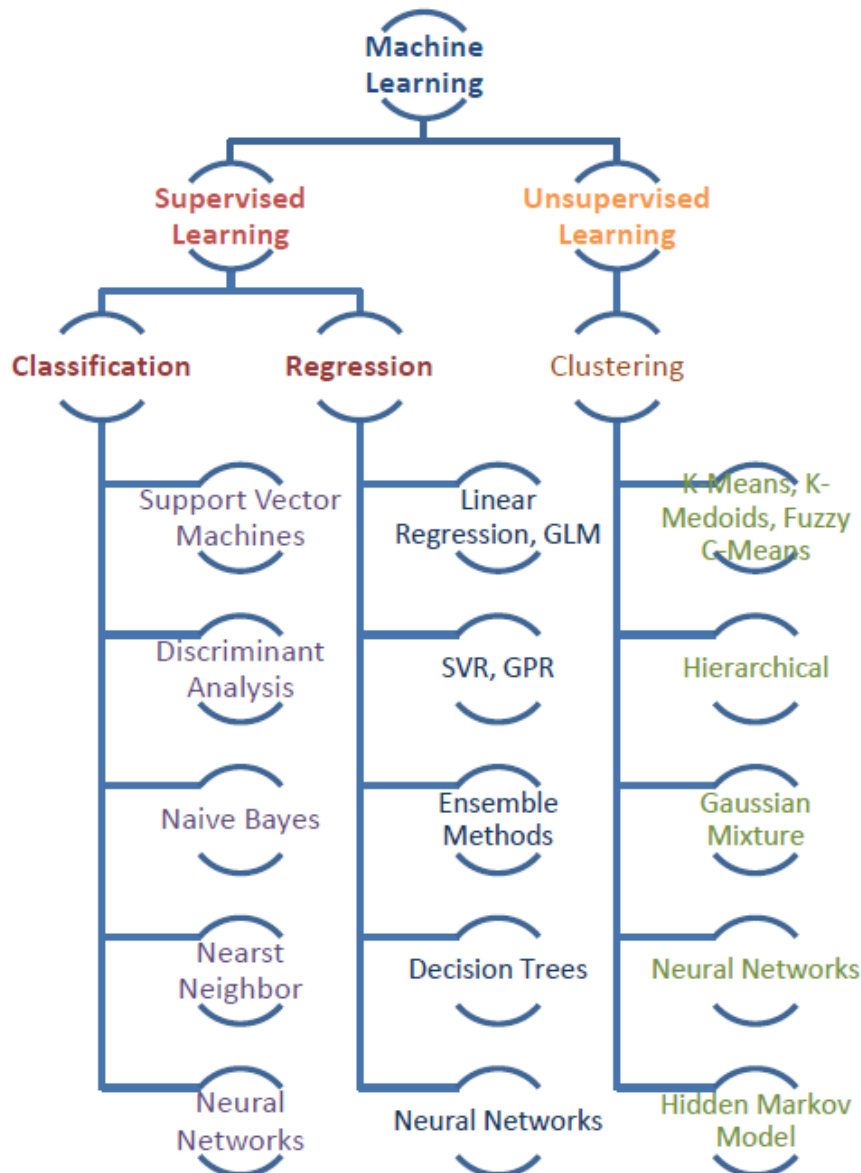 Machine
Learning
Supervised
Learning
Unsupervised
Learning
Classification
Regression
Clustering
Support Vector
Machines
Discriminant
Analysis
Naive Bayes
Nearst
Neighbor
Neural
Networks
Linear
Regression, GLM
SVR, GPR
Ensemble
Methods
Decision Trees
Neural Networks
K-Means, K-
Medoids, Fuzzy
C-Means
Hierarchical
Gaussian
Mixture
Neural Networks
Hidden Markov
Model